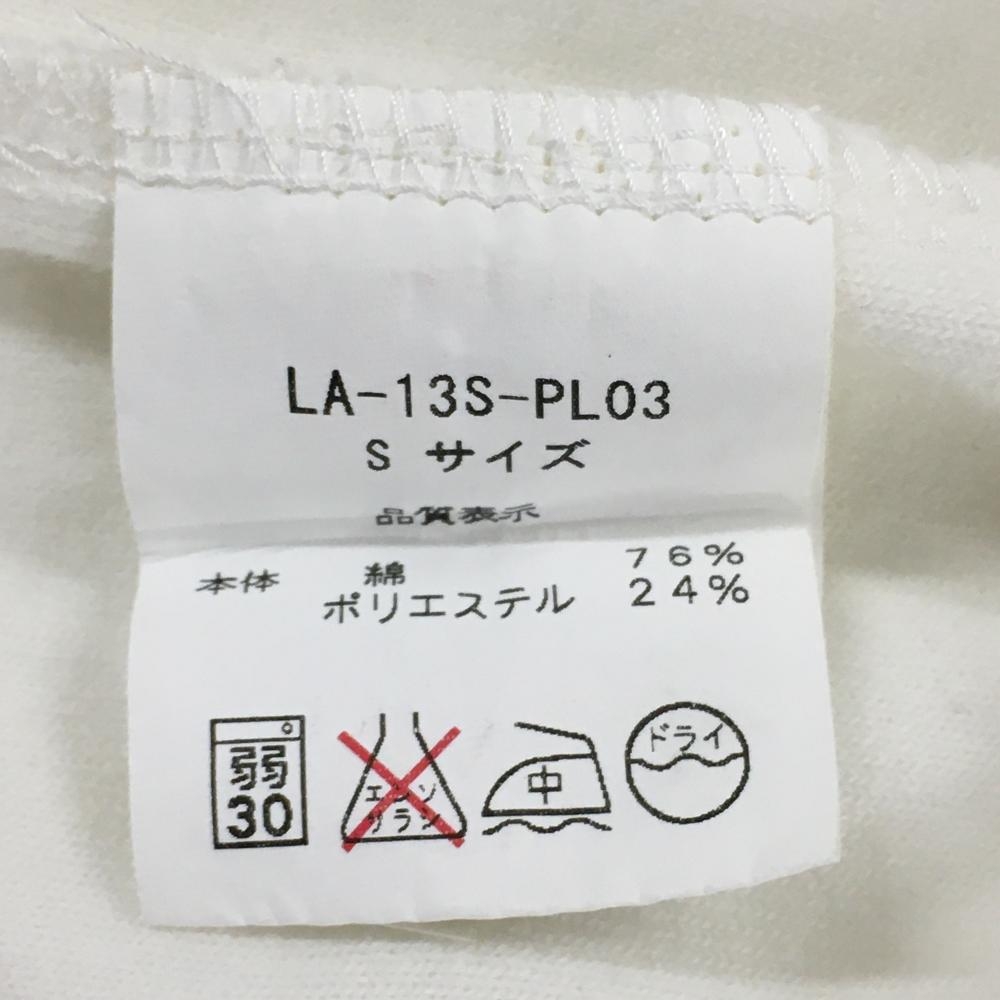 LA-13S-PL03
S サイズ
品質表示
本体 綿 76%
ポリエステル 24%
弱 30
エンソ サラシ
中
ドライ